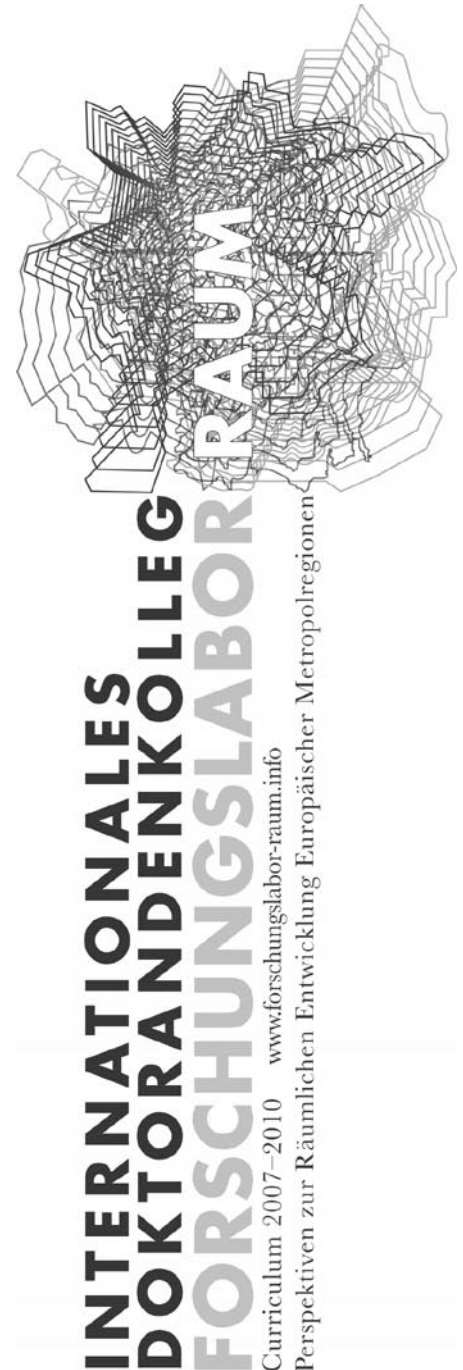 INTERNATIONALES
DOKTORANDENKOLLEG
FORSCHUNGSLABOR RAUM
Curriculum 2007–2010 www.forschungslabor-raum.info
Perspektiven zur Räumlichen Entwicklung Europäischer Metropolregionen